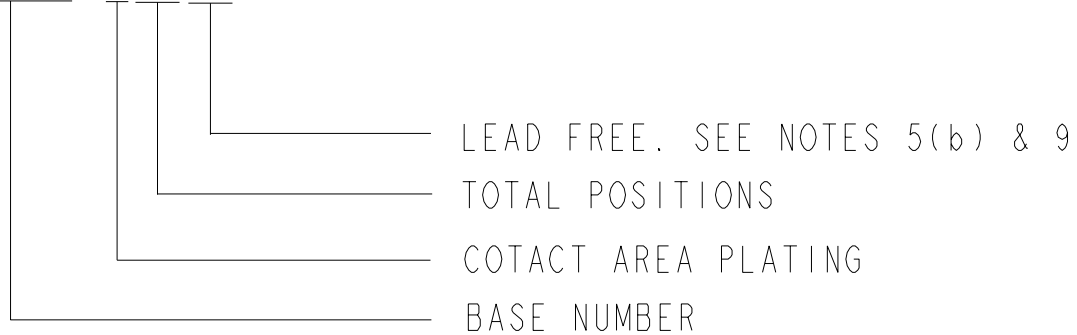 LEAD FREE. SEE NOTES 5(b) & 9
TOTAL POSITIONS
COTACT AREA PLATING
BASE NUMBER